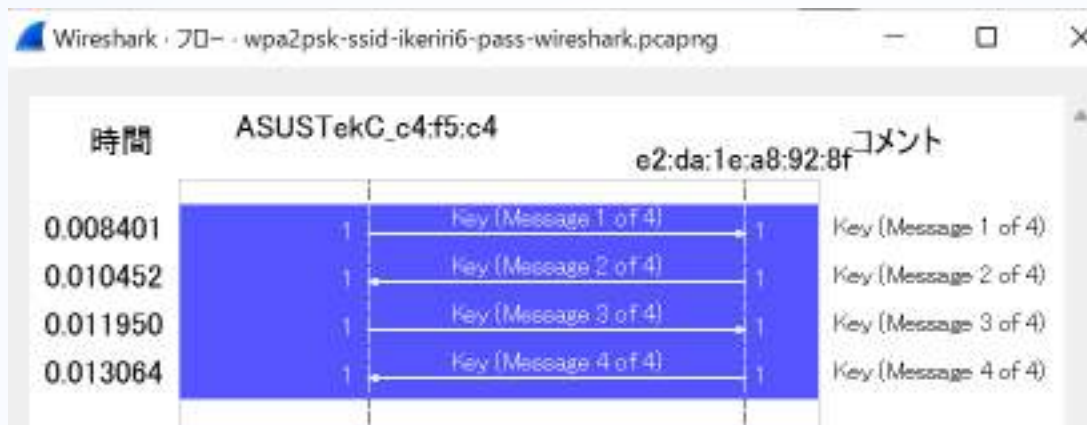 Wireshark · フロー · wpa2psk-ssid-ikeriri6-pass-wireshark.pcapng
時間 ASUSTekC_c4:f5:c4 e2:da:1e:a8:92:8f コメント
0.008401 1 Key (Message 1 of 4) 1 Key (Message 1 of 4)
0.010452 1 Key (Message 2 of 4) 1 Key (Message 2 of 4)
0.011950 1 Key (Message 3 of 4) 1 Key (Message 3 of 4)
0.013064 1 Key (Message 4 of 4) 1 Key (Message 4 of 4)